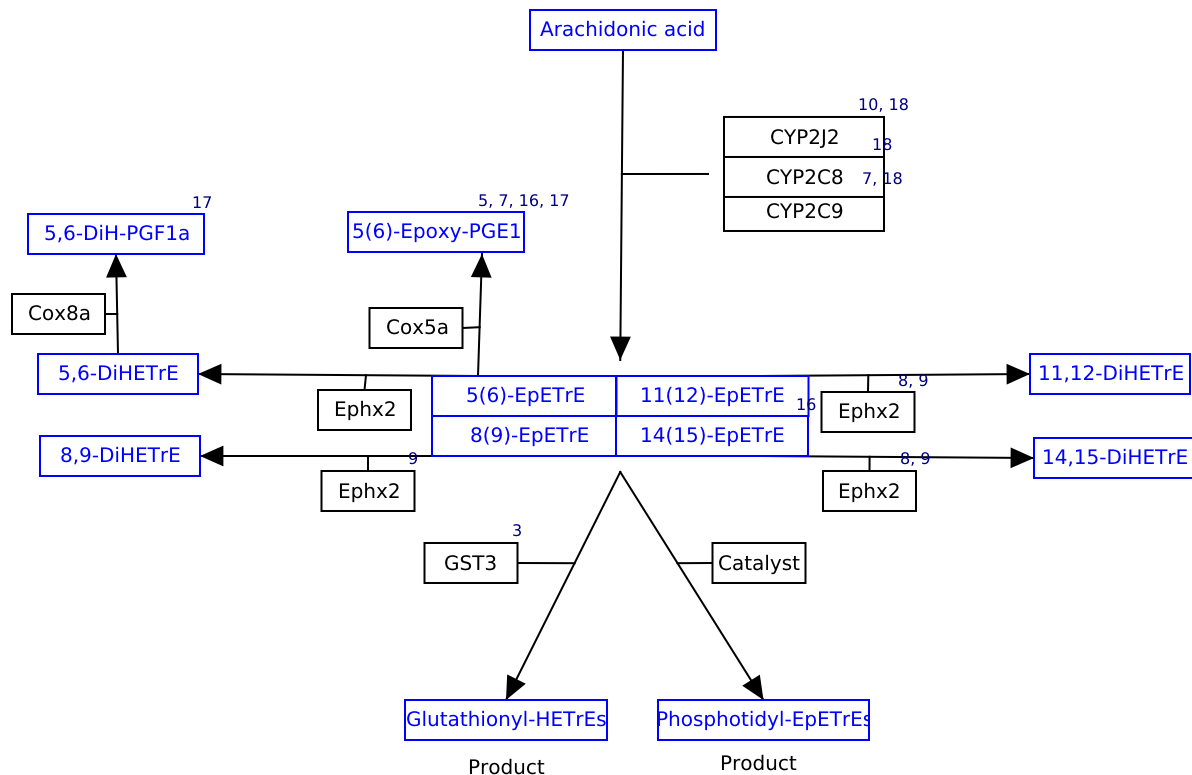 Arachidonic acid
10, 18
CYP2J2
18
CYP2C8
7, 18
CYP2C9
17
5,6-DiH-PGF1a
5, 7, 16, 17
5(6)-Epoxy-PGE1
Cox8a
Cox5a
5,6-DiHETrE
11,12-DiHETrE
8, 9
5(6)-EpETrE
11(12)-EpETrE
16
Ephx2
Ephx2
8(9)-EpETrE
14(15)-EpETrE
8,9-DiHETrE
9
8, 9
14,15-DiHETrE
Ephx2
Ephx2
3
GST3
Catalyst
Glutathionyl-HETrEs
Phosphotidyl-EpETrEs
Product
Product